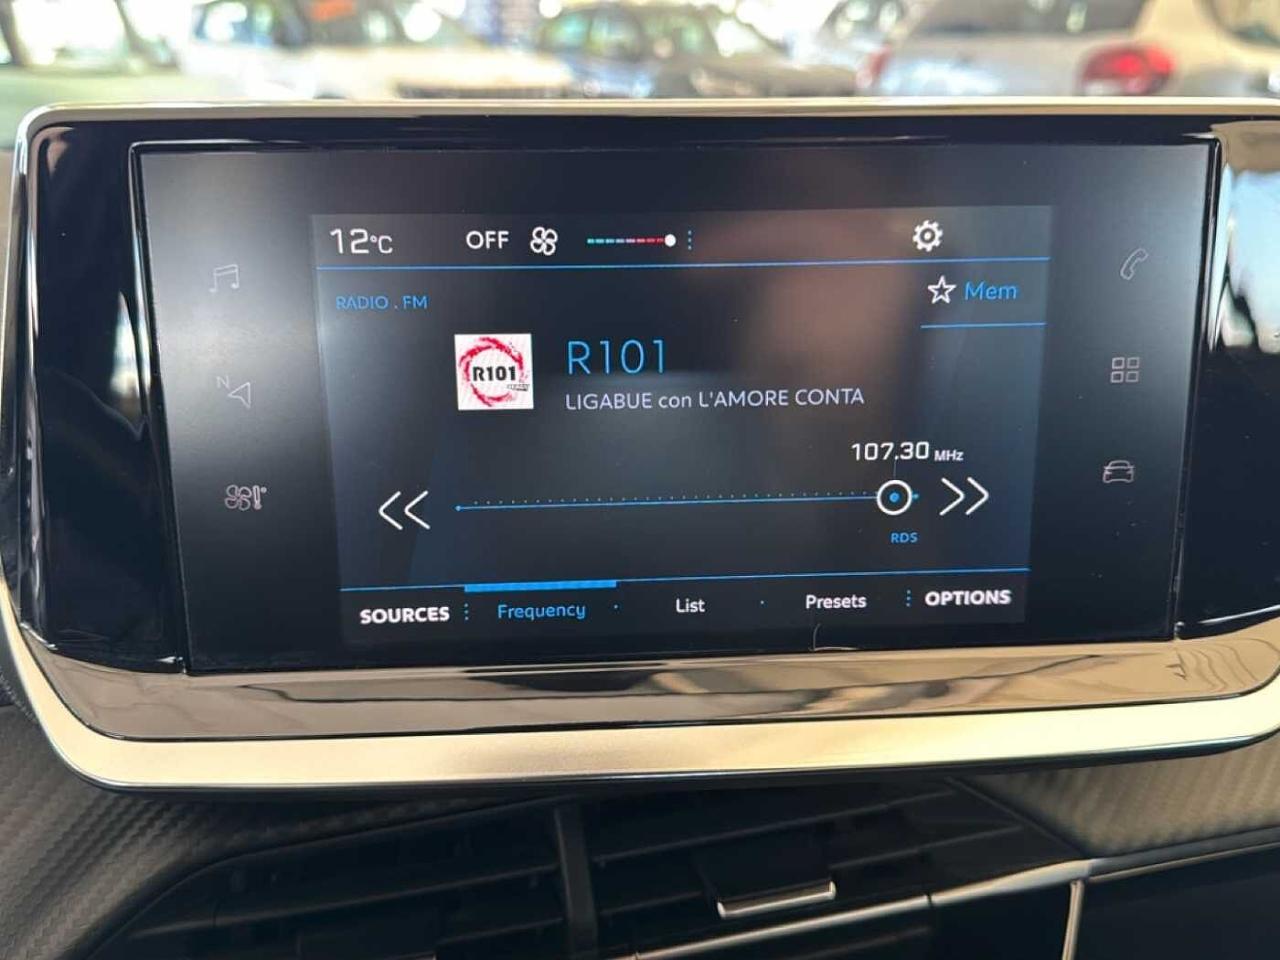 12°C OFF
RADIO . FM
Mem
R101
R101
LIGABUE con L'AMORE CONTA
107.30 MHz
N
RDS
SOURCES Frequency List Presets OPTIONS